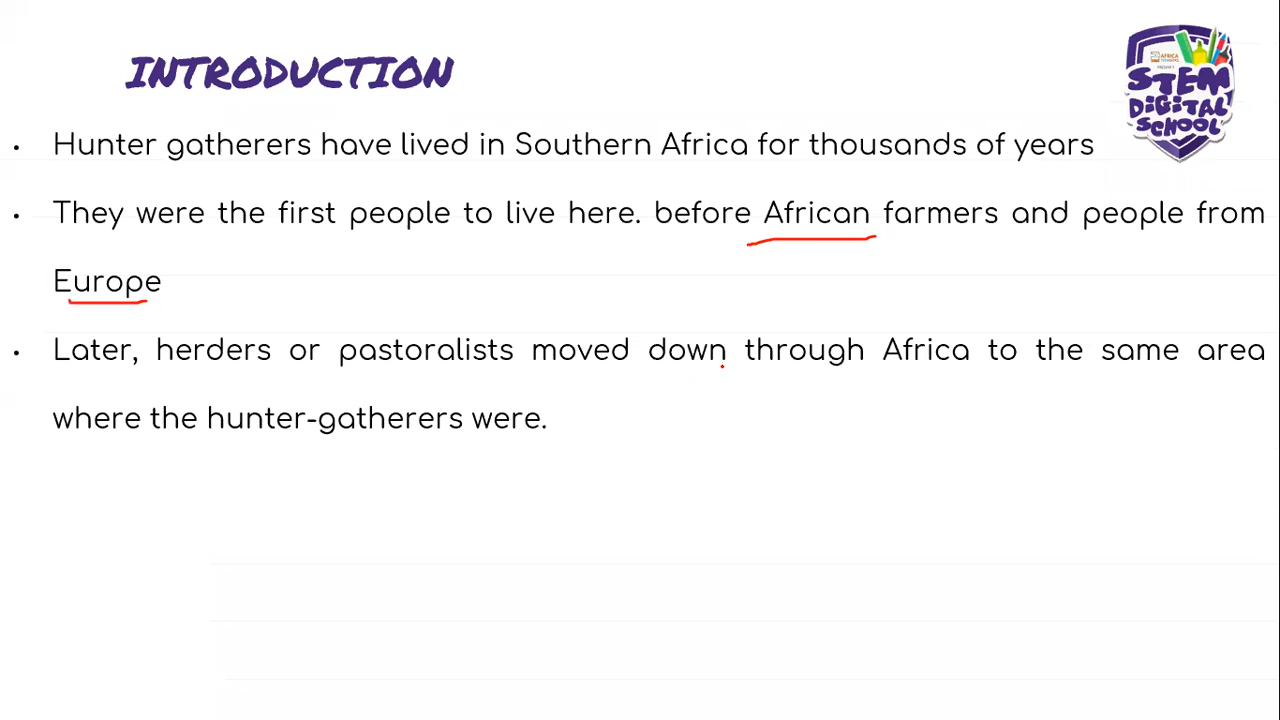 INTRODUCTION
STEM
DIGITAL
SCHOOL
• Hunter gatherers have lived in Southern Africa for thousands of years
• They were the first people to live here. before African farmers and people from
Europe
• Later, herders or pastoralists moved down through Africa to the same area
where the hunter-gatherers were.